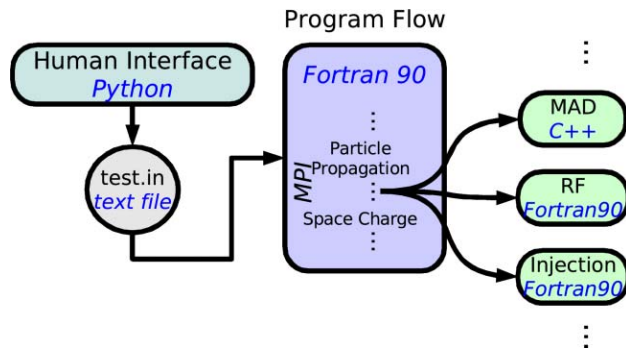 Program Flow
Human Interface
Python
test.in
text file
Fortran 90
⋮
Particle
Propagation
MPI
⋮
Space Charge
⋮
⋮
MAD
C++
RF
Fortran90
Injection
Fortran90
⋮